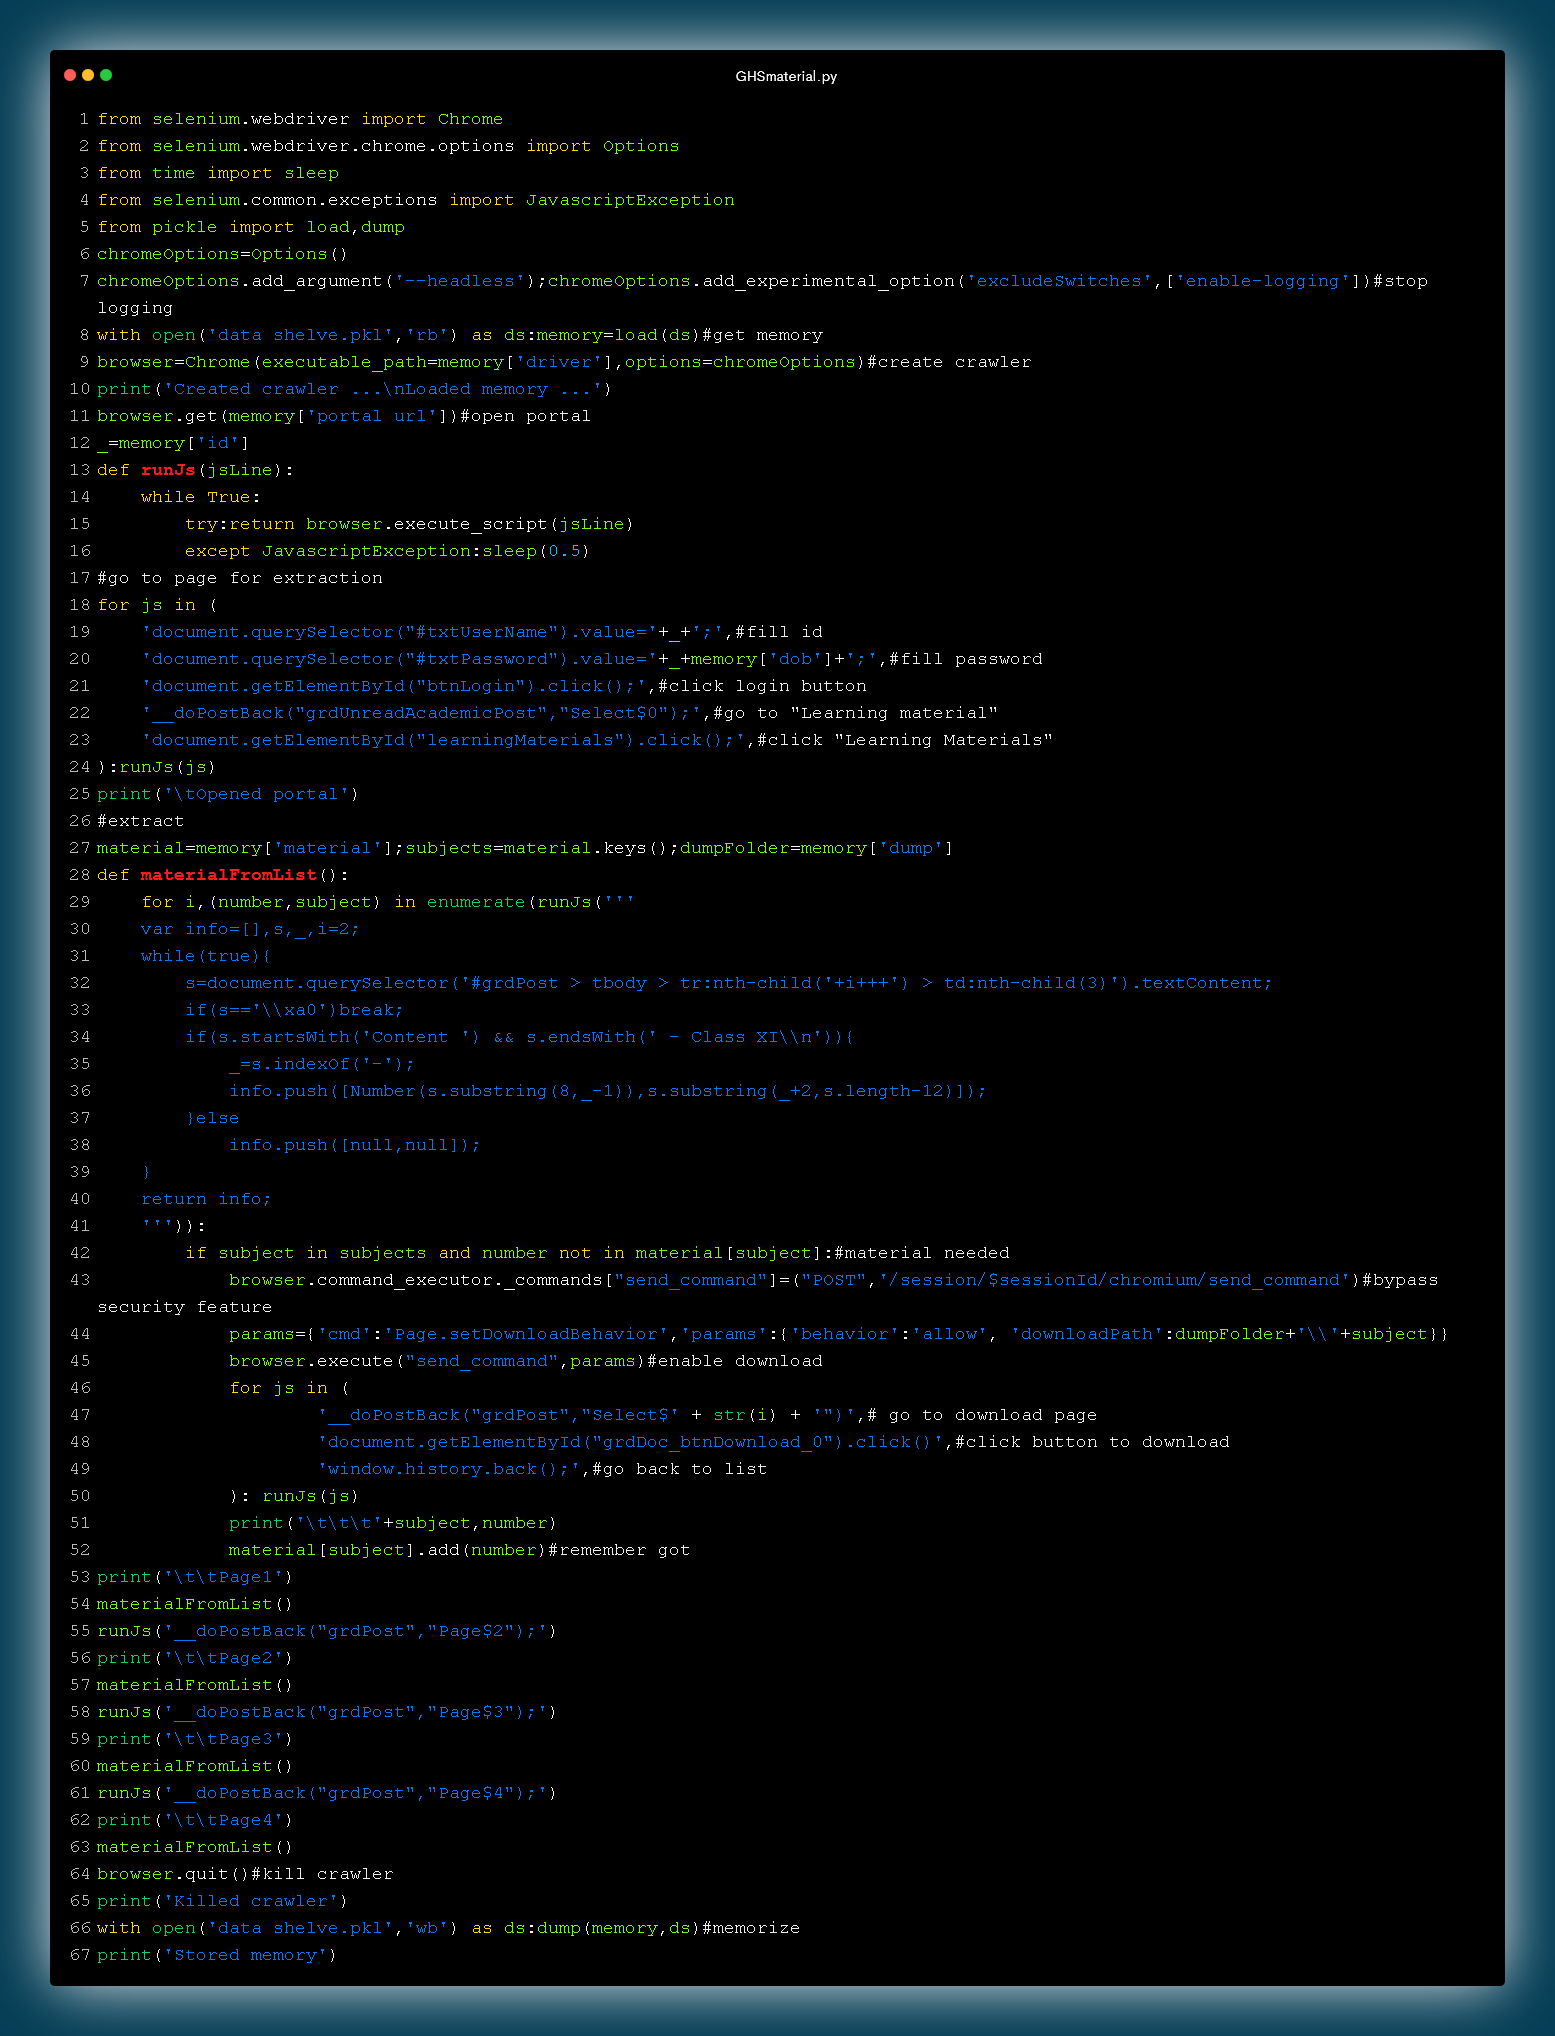 GHSmaterial.py
1 from selenium.webdriver import Chrome
2 from selenium.webdriver.chrome.options import Options
3 from time import sleep
4 from selenium.common.exceptions import JavascriptException
5 from pickle import load,dump
6 chromeOptions=Options()
7 chromeOptions.add_argument('--headless');chromeOptions.add_experimental_option('excludeSwitches',['enable-logging'])#stop
logging
8 with open('data shelve.pkl','rb') as ds:memory=load(ds)#get memory
9 browser=Chrome(executable_path=memory['driver'],options=chromeOptions)#create crawler
10 print('Created crawler ...\nLoaded memory ...')
11 browser.get(memory['portal url'])#open portal
12 _=memory['id']
13 def runJs(jsLine):
14     while True:
15         try:return browser.execute_script(jsLine)
16         except JavascriptException:sleep(0.5)
17 #go to page for extraction
18 for js in (
19     'document.querySelector("#txtUserName").value='+_+';',#fill id
20     'document.querySelector("#txtPassword").value='+_+memory['dob']+';',#fill password
21     'document.getElementById("btnLogin").click();',#click login button
22     '__doPostBack("grdUnreadAcademicPost","Select$0");',#go to "Learning material"
23     'document.getElementById("learningMaterials").click();',#click "Learning Materials"
24 ):runJs(js)
25 print('\tOpened portal')
26 #extract
27 material=memory['material'];subjects=material.keys();dumpFolder=memory['dump']
28 def materialFromList():
29     for i,(number,subject) in enumerate(runJs('''
30     var info=[],s,_,i=2;
31     while(true){
32         s=document.querySelector('#grdPost > tbody > tr:nth-child('+i+++') > td:nth-child(3)').textContent;
33         if(s=='\\xa0')break;
34         if(s.startsWith('Content ') && s.endsWith(' - Class XI\\n')){
35             _=s.indexOf('-');
36             info.push([Number(s.substring(8,_-1)),s.substring(_+2,s.length-12)]);
37         }else
38             info.push([null,null]);
39     }
40     return info;
41     ''')):
42         if subject in subjects and number not in material[subject]:#material needed
43             browser.command_executor._commands["send_command"]=("POST",'/session/$sessionId/chromium/send_command')#bypass
security feature
44             params={'cmd':'Page.setDownloadBehavior','params':{'behavior':'allow', 'downloadPath':dumpFolder+'\\'+subject}}
45             browser.execute("send_command",params)#enable download
46             for js in (
47                     '__doPostBack("grdPost","Select$' + str(i) + '")',# go to download page
48                     'document.getElementById("grdDoc_btnDownload_0").click()',#click button to download
49                     'window.history.back();',#go back to list
50             ): runJs(js)
51             print('\t\t\t'+subject,number)
52             material[subject].add(number)#remember got
53 print('\t\tPage1')
54 materialFromList()
55 runJs('__doPostBack("grdPost","Page$2");')
56 print('\t\tPage2')
57 materialFromList()
58 runJs('__doPostBack("grdPost","Page$3");')
59 print('\t\tPage3')
60 materialFromList()
61 runJs('__doPostBack("grdPost","Page$4");')
62 print('\t\tPage4')
63 materialFromList()
64 browser.quit()#kill crawler
65 print('Killed crawler')
66 with open('data shelve.pkl','wb') as ds:dump(memory,ds)#memorize
67 print('Stored memory')